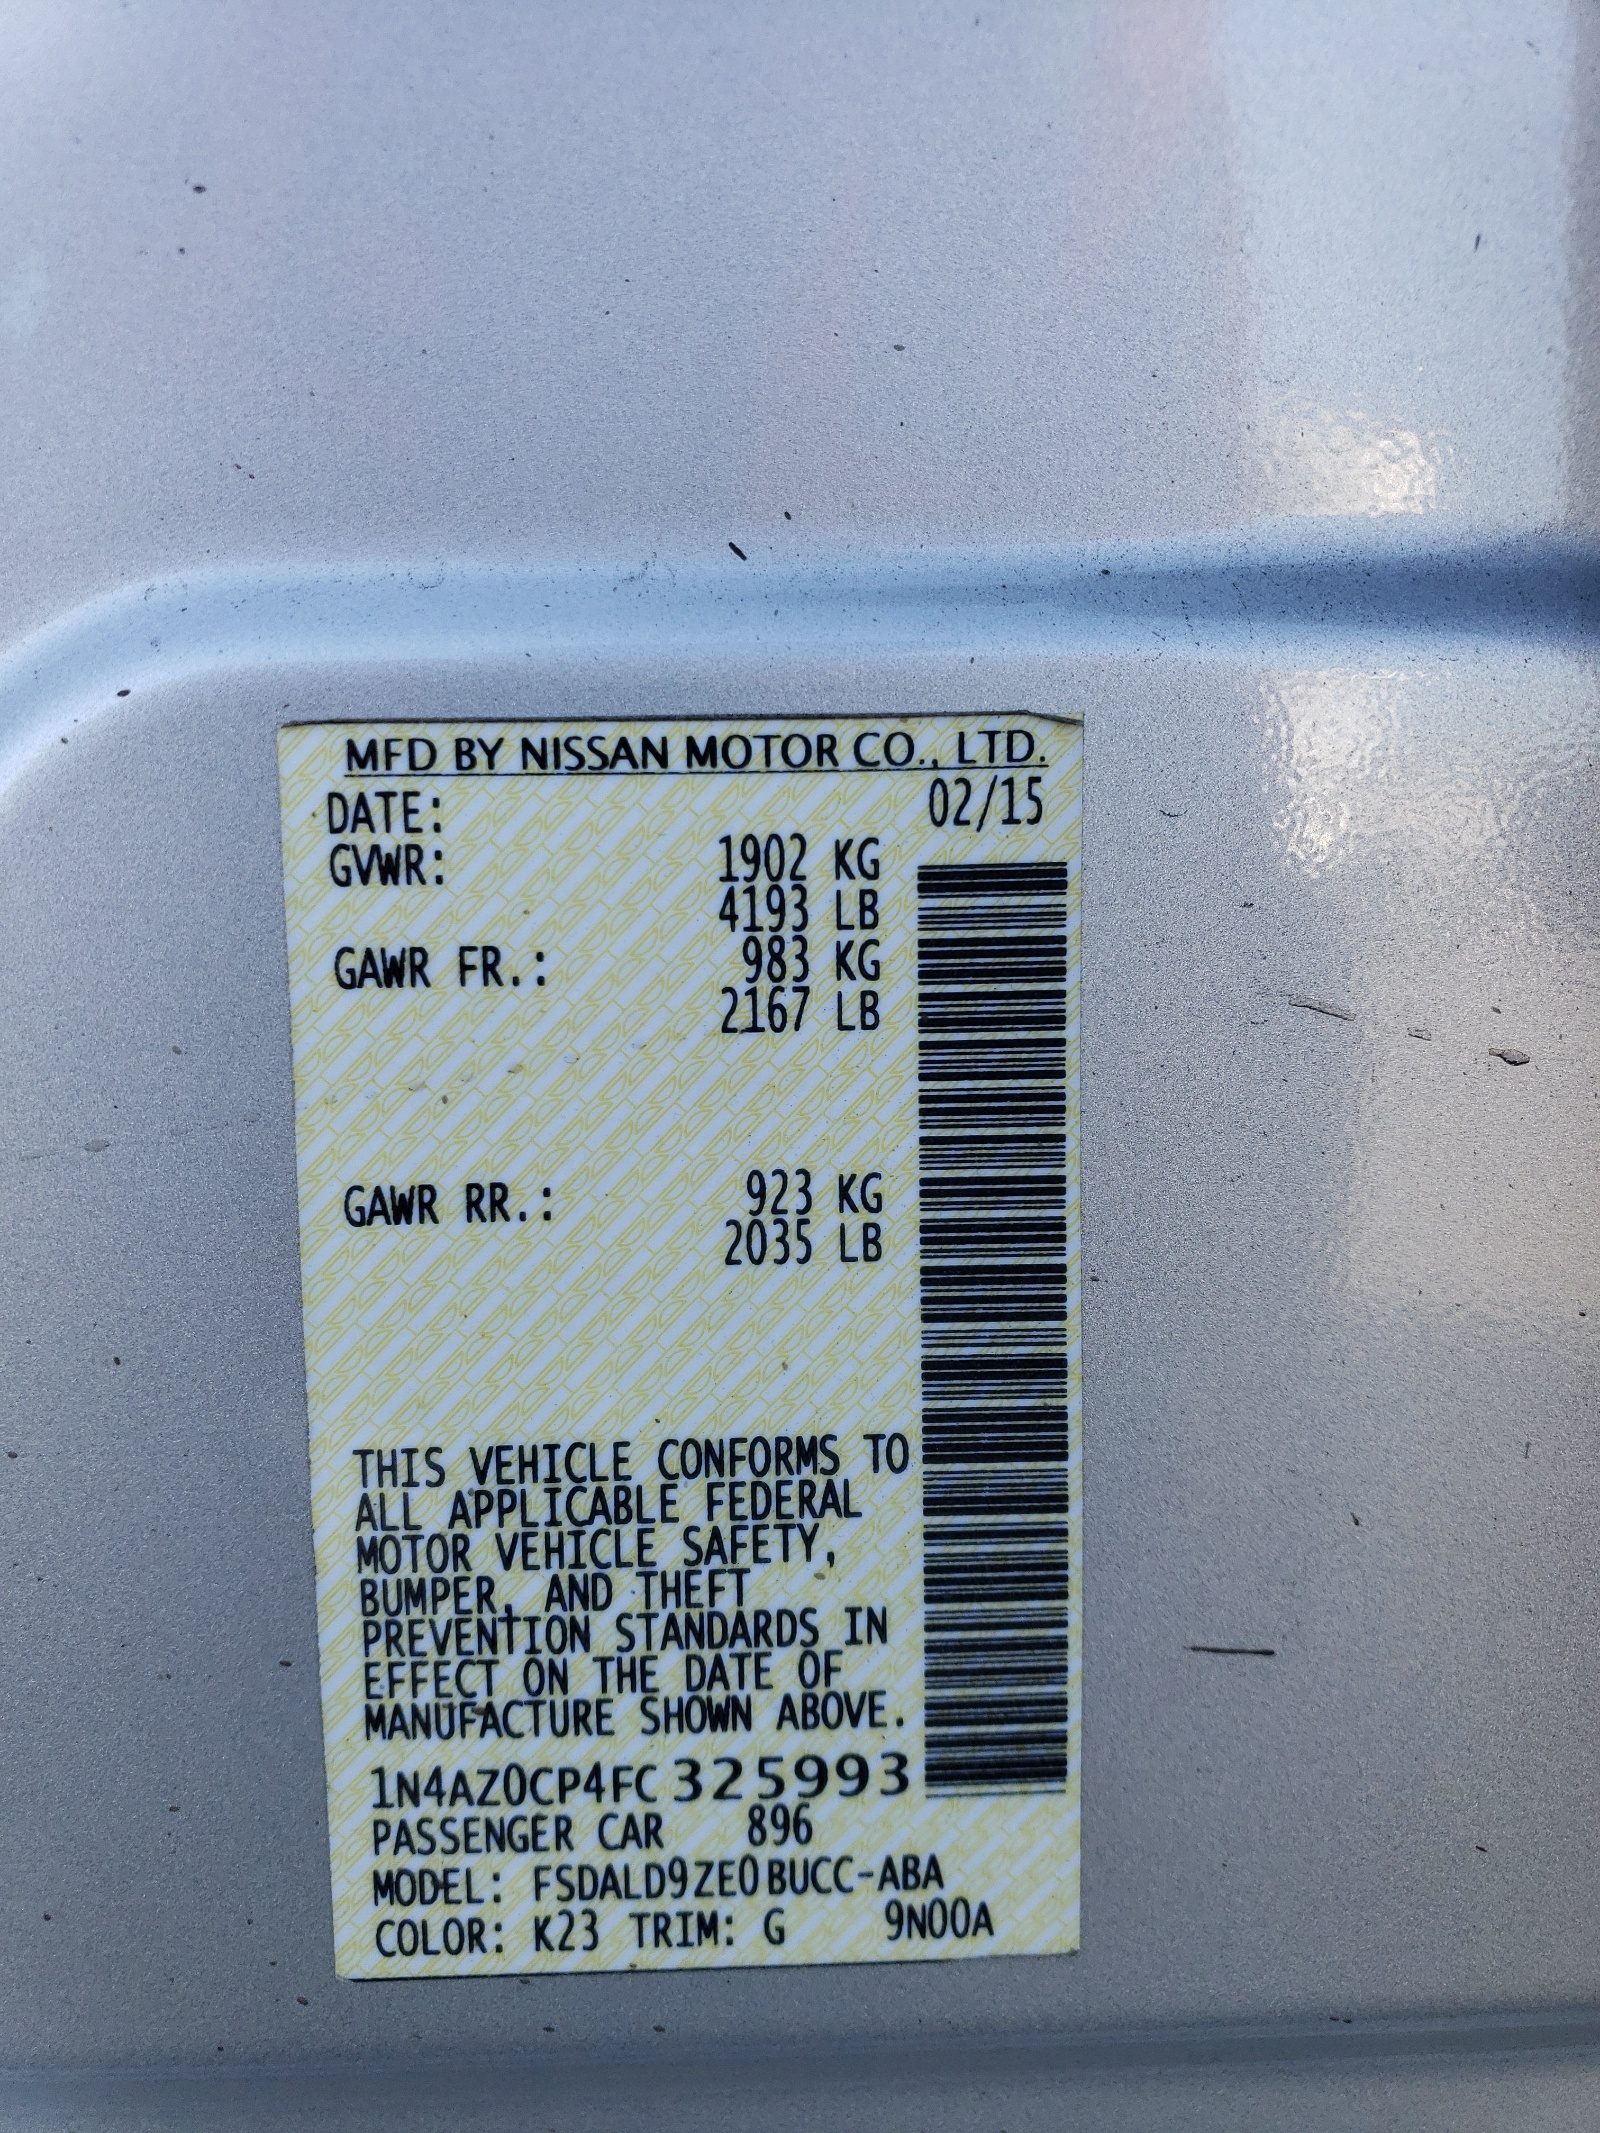 MFD BY NISSAN MOTOR CO., LTD.
DATE: 02/15
GVWR: 1902 KG
4193 LB
GAWR FR.: 983 KG
2167 LB
GAWR RR.: 923 KG
2035 LB
THIS VEHICLE CONFORMS TO
ALL APPLICABLE FEDERAL
MOTOR VEHICLE SAFETY,
BUMPER, AND THEFT
PREVENTION STANDARDS IN
EFFECT ON THE DATE OF
MANUFACTURE SHOWN ABOVE.
1N4AZ0CP4FC325993
PASSENGER CAR 896
MODEL: FSDALD9ZE0BUCC-ABA
COLOR: K23 TRIM: G 9N00A